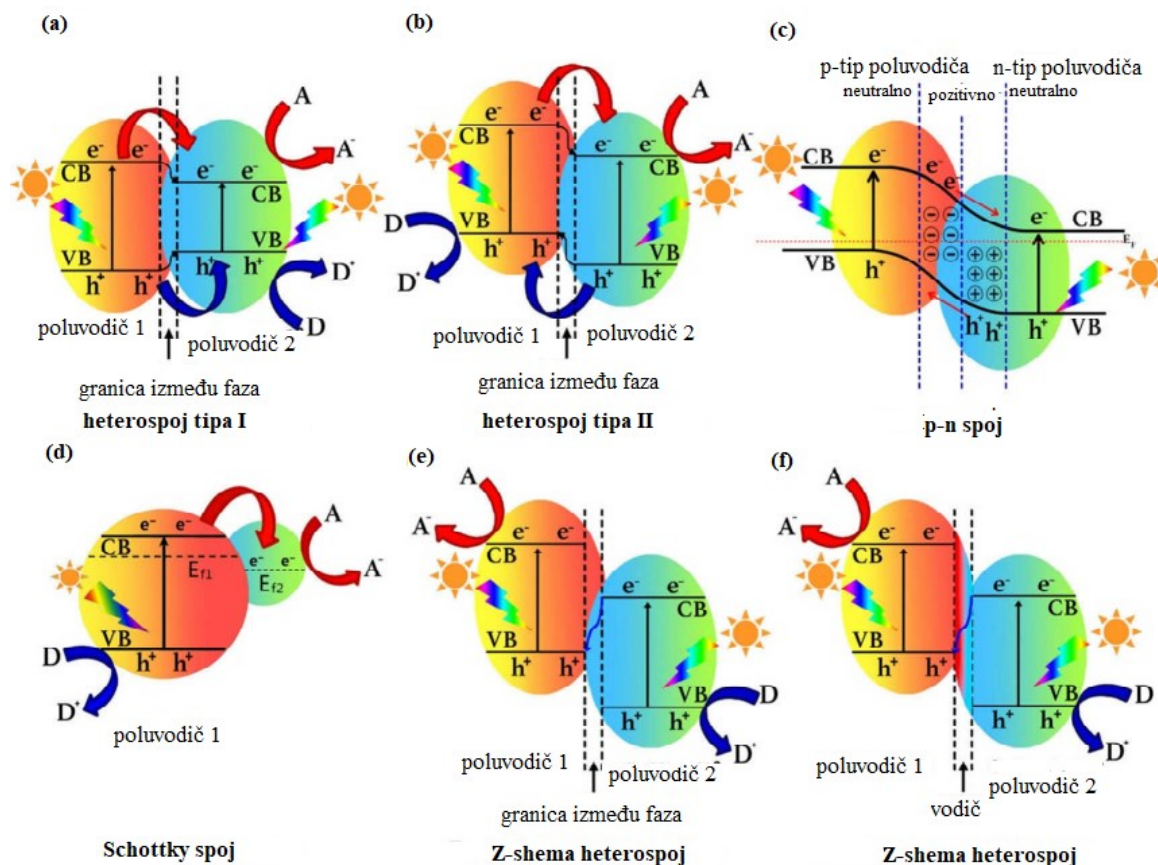 (a)
e⁻ e⁻
CB
e⁻ e⁻
CB
VB
VB
h⁺ h⁺
h⁺ h⁺
A
A⁻
D⁺
D
poluvodič 1
poluvodič 2
granica između faza
heterospoj tipa I
(b)
e⁻ e⁻
CB
e⁻ e⁻
CB
VB
VB
h⁺ h⁺
h⁺ h⁺
A
A⁻
D
D⁺
poluvodič 1
poluvodič 2
granica između faza
heterospoj tipa II
(c)
p-tip poluvodiča
n-tip poluvodiča
neutralno
pozitivno
neutralno
e⁻
e⁻
e⁻
e⁻
CB
CB
E_f
VB
h⁺
h⁺
h⁺
h⁺
VB
p-n spoj
(d)
e⁻ e⁻
CB
E_f1
e⁻ e⁻
E_f2
A
A⁻
VB
h⁺ h⁺
D
D⁺
poluvodič 1
Schottky spoj
(e)
A
A⁻
e⁻ e⁻
CB
e⁻ e⁻
CB
VB
h⁺ h⁺
VB
h⁺ h⁺
D
D⁺
poluvodič 1
poluvodič 2
granica između faza
Z-shema heterospoj
(f)
A
A⁻
e⁻ e⁻
CB
e⁻ e⁻
CB
VB
h⁺ h⁺
VB
h⁺ h⁺
D
D⁺
poluvodič 1
poluvodič 2
vodič
Z-shema heterospoj